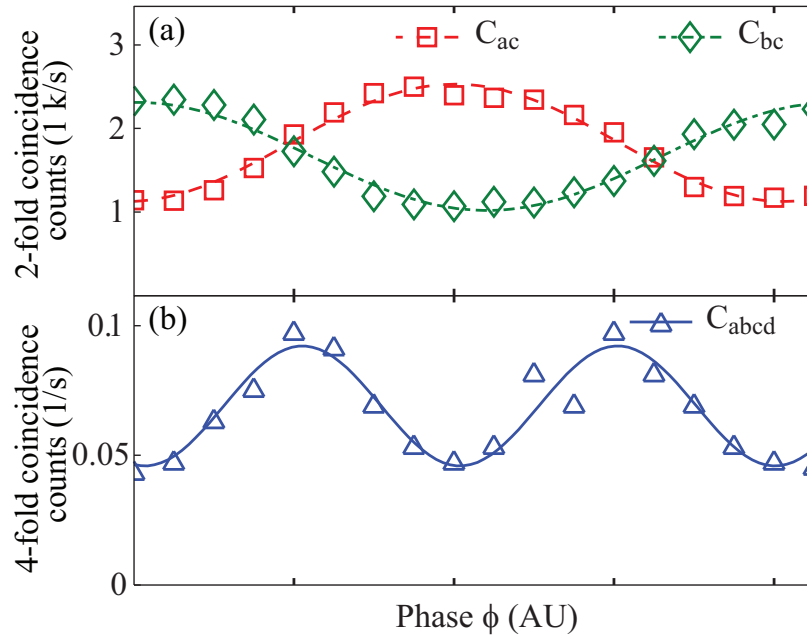 (a)
C_ac
C_bc
3
2
1
2-fold coincidence
counts (1 k/s)
(b)
C_abcd
0.1
0.05
0
4-fold coincidence
counts (1/s)
Phase ϕ (AU)